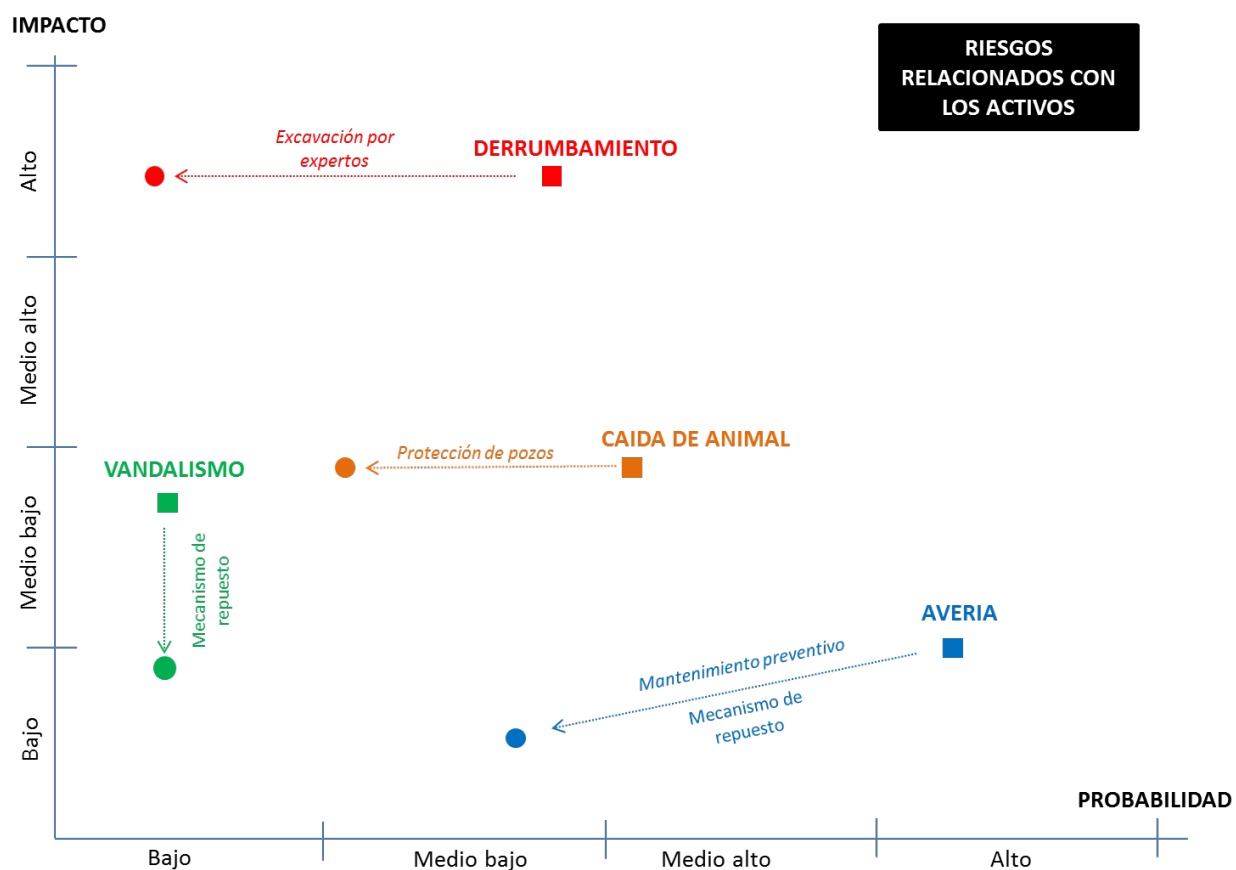 IMPACTO
RIESGOS
RELACIONADOS CON
LOS ACTIVOS
Alto
Excavación por
expertos
DERRUMBAMIENTO
Medio alto
CAIDA DE ANIMAL
Protección de pozos
VANDALISMO
Medio bajo
Mecanismo de
repuesto
AVERIA
Mantenimiento preventivo
Mecanismo de
repuesto
Bajo
PROBABILIDAD
Bajo
Medio bajo
Medio alto
Alto